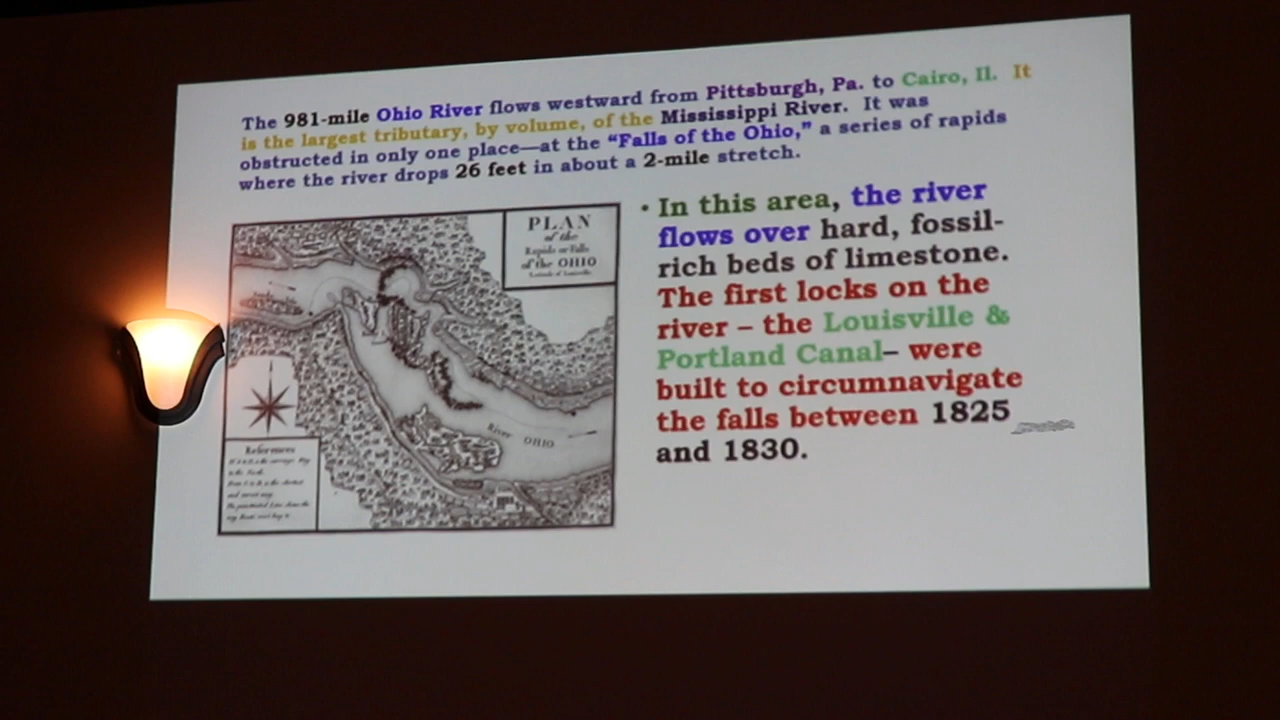 The 981-mile Ohio River flows westward from Pittsburgh, Pa. to Cairo, Il. It
is the largest tributary, by volume, of the Mississippi River. It was
obstructed in only one place—at the “Falls of the Ohio,” a series of rapids
where the river drops 26 feet in about a 2-mile stretch.
PLAN
of the
Rapids or Falls
of the OHIO
• In this area, the river
flows over hard, fossil-
rich beds of limestone.
The first locks on the
river – the Louisville &
Portland Canal– were
built to circumnavigate
the falls between 1825
and 1830.
River OHIO
References